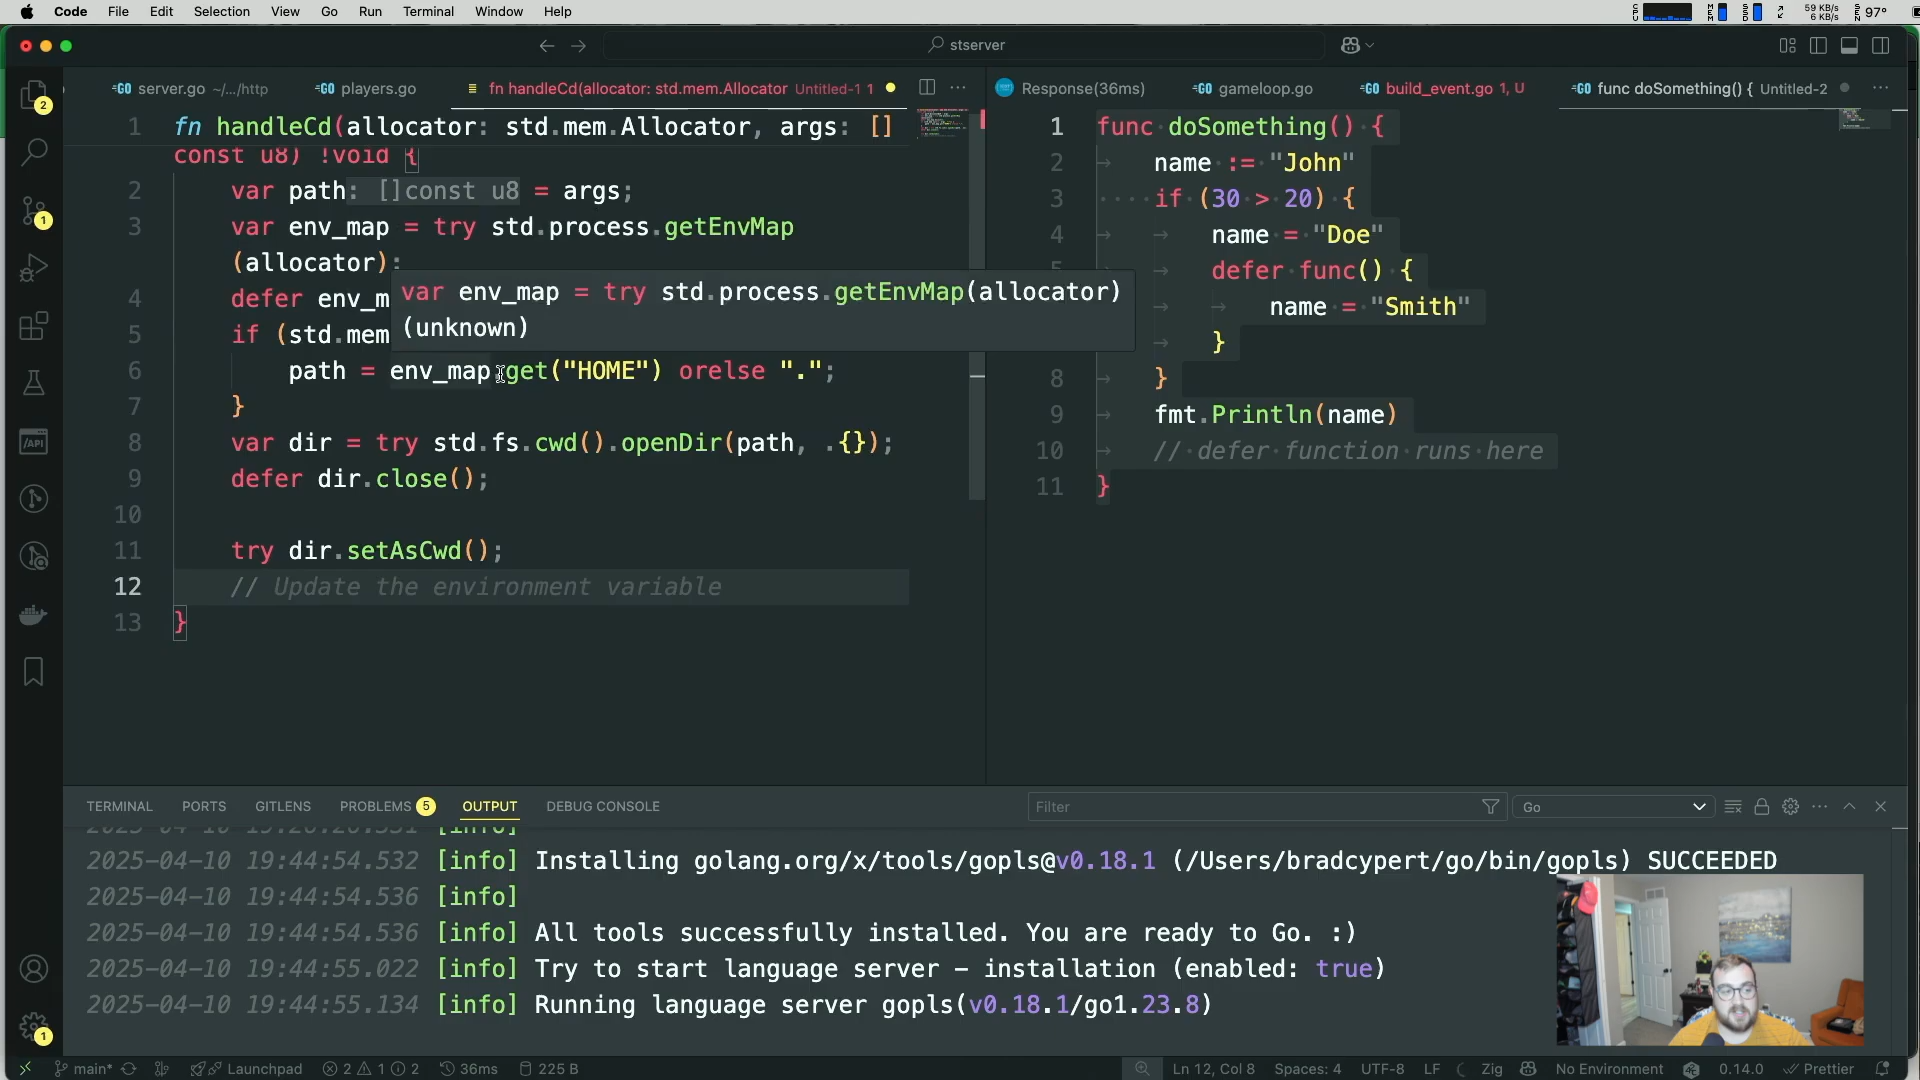 Code File Edit Selection View Go Run Terminal Window Help
59 KB/s
6 KB/s
97°
stserver
server.go ~/.../http
players.go
fn handleCd(allocator: std.mem.Allocator Untitled-1 1
Response(36ms)
gameloop.go
build_event.go 1, U
func doSomething() { Untitled-2
1 fn handleCd(allocator: std.mem.Allocator, args: []
const u8) !void {
2 var path: []const u8 = args;
3 var env_map = try std.process.getEnvMap
(allocator);
4 defer env_m
5 if (std.mem
6 path = env_map.get("HOME") orelse ".";
7 }
8 var dir = try std.fs.cwd().openDir(path, .{});
9 defer dir.close();
10
11 try dir.setAsCwd();
12 // Update the environment variable
13 }
var env_map = try std.process.getEnvMap(allocator)
(unknown)
1 func doSomething() {
2 name := "John"
3 if (30 > 20) {
4 name = "Doe"
defer func() {
name = "Smith"
}
8 }
9 fmt.Println(name)
10 // defer function runs here
11 }
TERMINAL PORTS GITLENS PROBLEMS 5 OUTPUT DEBUG CONSOLE
Filter
Go
2025-04-10 19:44:54.532 [info] Installing golang.org/x/tools/gopls@v0.18.1 (/Users/bradcypert/go/bin/gopls) SUCCEEDED
2025-04-10 19:44:54.536 [info]
2025-04-10 19:44:54.536 [info] All tools successfully installed. You are ready to Go. :)
2025-04-10 19:44:55.022 [info] Try to start language server - installation (enabled: true)
2025-04-10 19:44:55.134 [info] Running language server gopls(v0.18.1/go1.23.8)
main* Launchpad 2 1 2 36ms 225 B
Ln 12, Col 8 Spaces: 4 UTF-8 LF Zig No Environment 0.14.0 Prettier
2
1
API
1